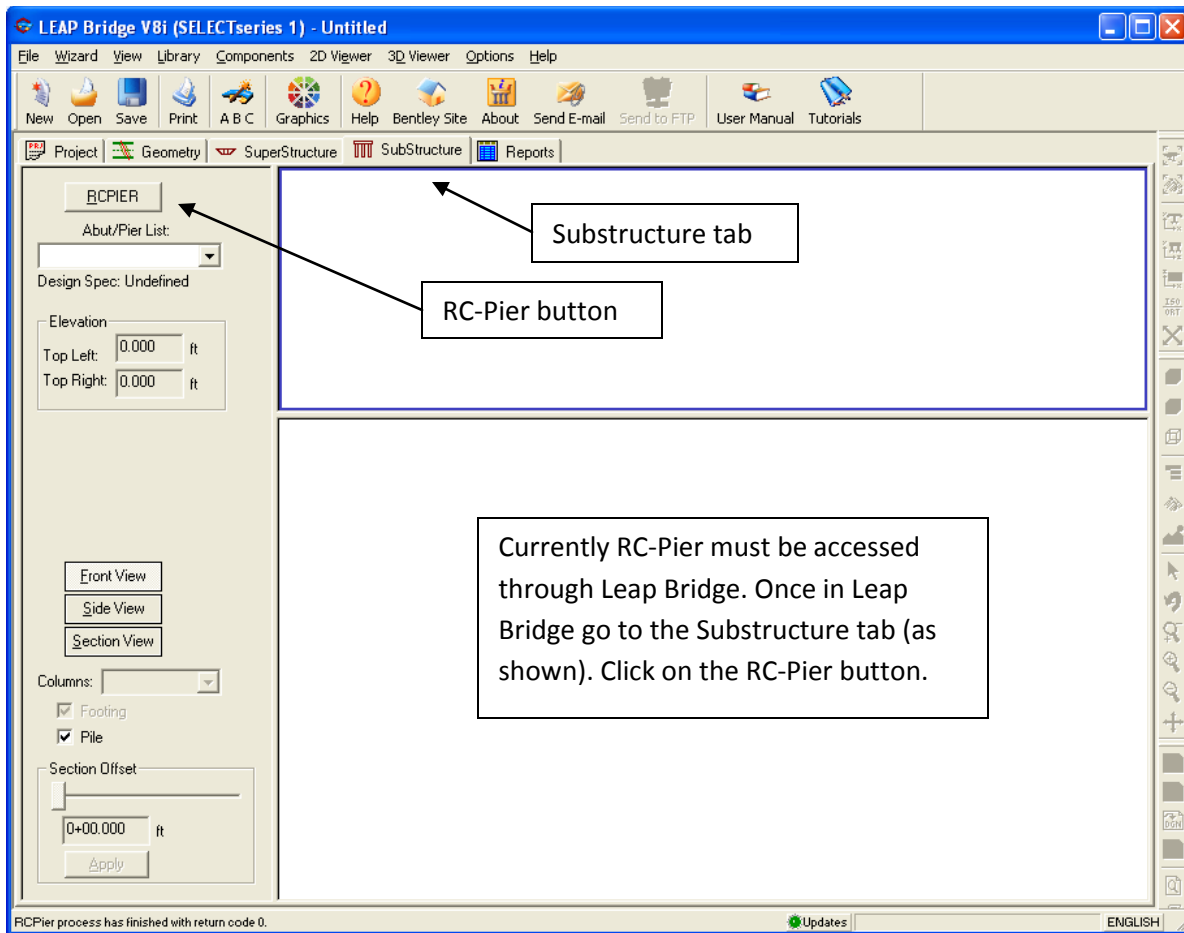 LEAP Bridge V8i (SELECTseries 1) - Untitled
File Wizard View Library Components 2D Viewer 3D Viewer Options Help
New Open Save Print A B C Graphics Help Bentley Site About Send E-mail Send to FTP User Manual Tutorials
PRJ Project Geometry SuperStructure SubStructure Reports
RCPIER
Abut/Pier List:
Design Spec: Undefined
Elevation
Top Left: 0.000 ft
Top Right: 0.000 ft
Substructure tab
RC-Pier button
Currently RC-Pier must be accessed
through Leap Bridge. Once in Leap
Bridge go to the Substructure tab (as
shown). Click on the RC-Pier button.
Front View
Side View
Section View
Columns:
Footing
Pile
Section Offset
0+00.000 ft
Apply
ISO
ORT
DGN
RCPier process has finished with return code 0.
Updates
ENGLISH